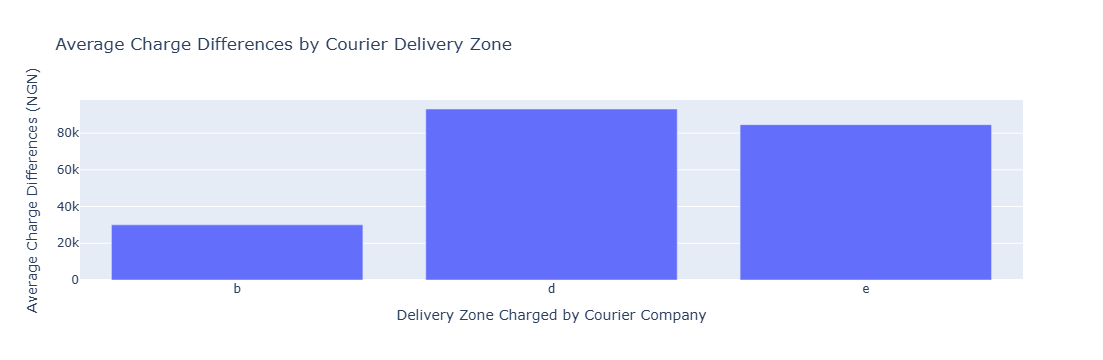 Average Charge Differences by Courier Delivery Zone
Average Charge Differences (NGN)
80k
60k
40k
20k
0
b d e
Delivery Zone Charged by Courier Company